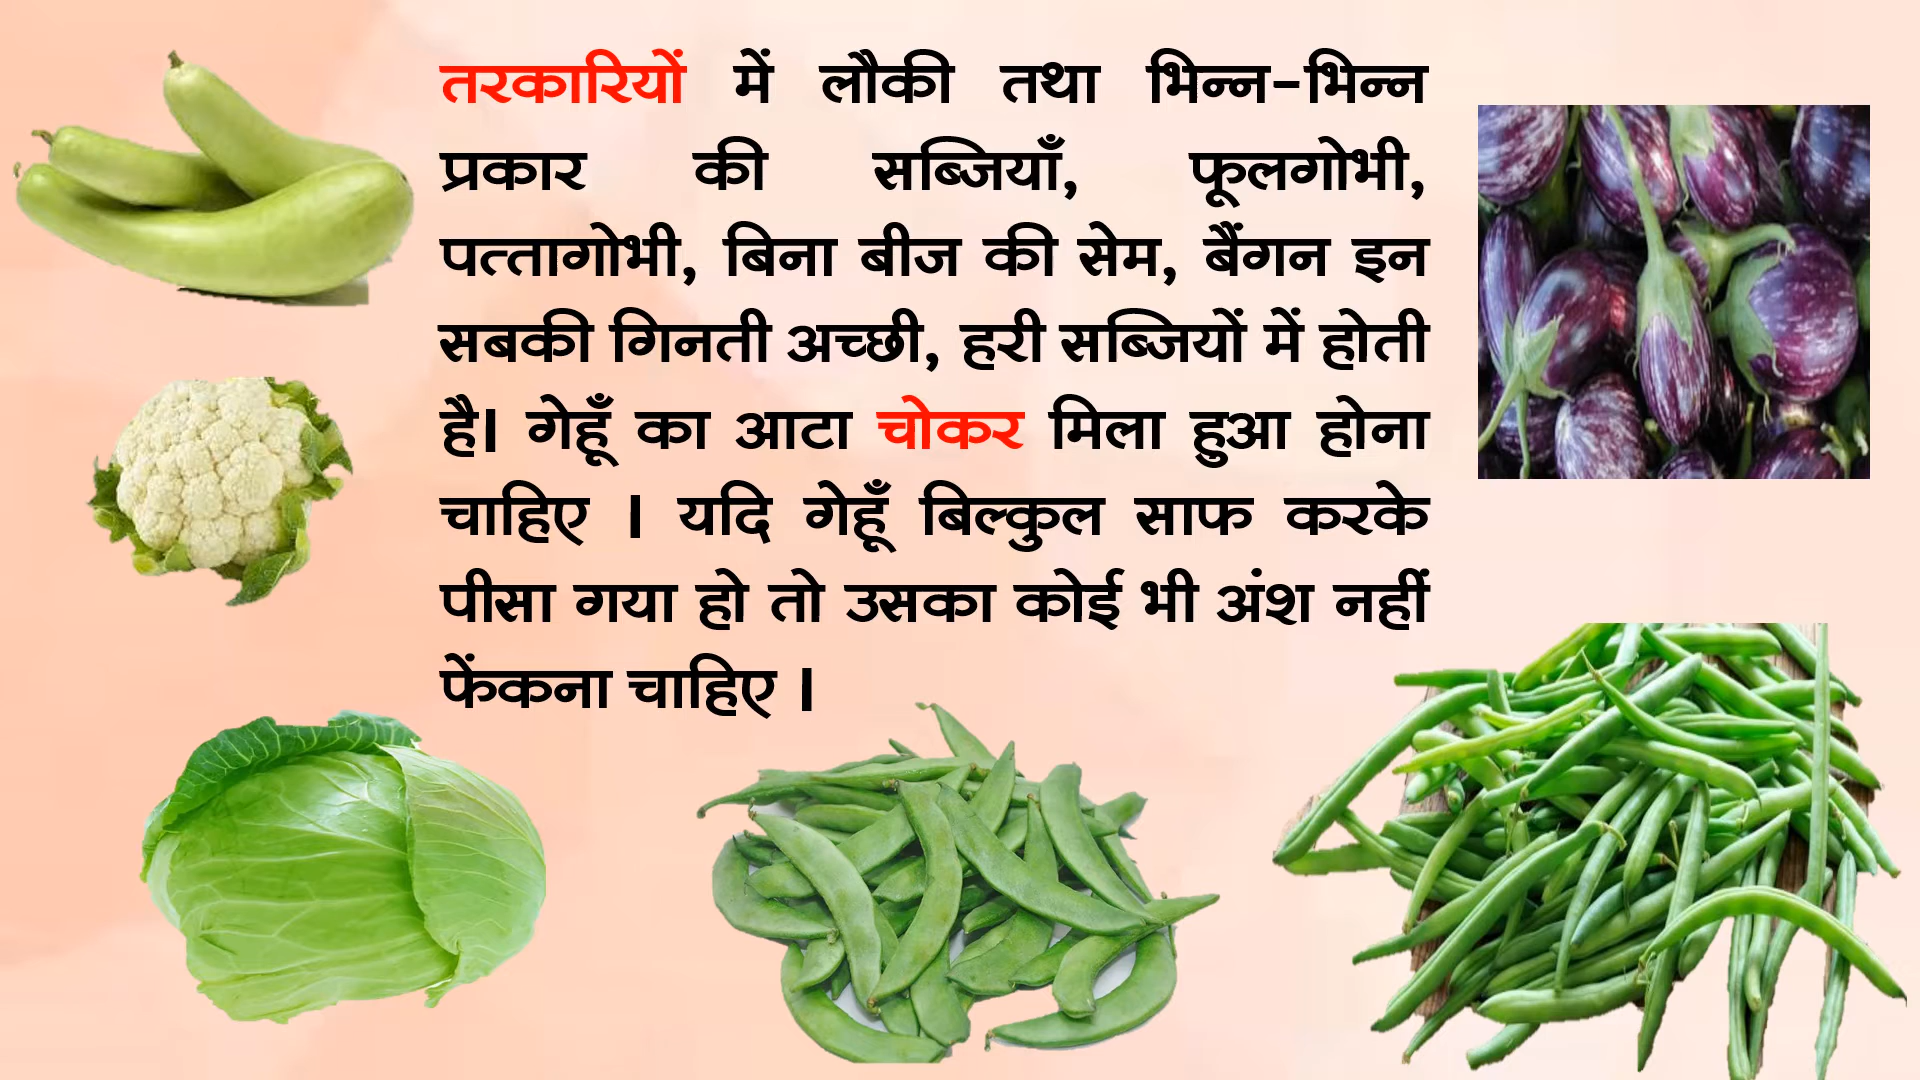 तरकारियों में लौकी तथा भिन्न-भिन्न
प्रकार की सब्जियाँ, फूलगोभी,
पत्तागोभी, बिना बीज की सेम, बैंगन इन
सबकी गिनती अच्छी, हरी सब्जियों में होती
है। गेहूँ का आटा चोकर मिला हुआ होना
चाहिए । यदि गेहूँ बिल्कुल साफ करके
पीसा गया हो तो उसका कोई भी अंश नहीं
फेंकना चाहिए ।